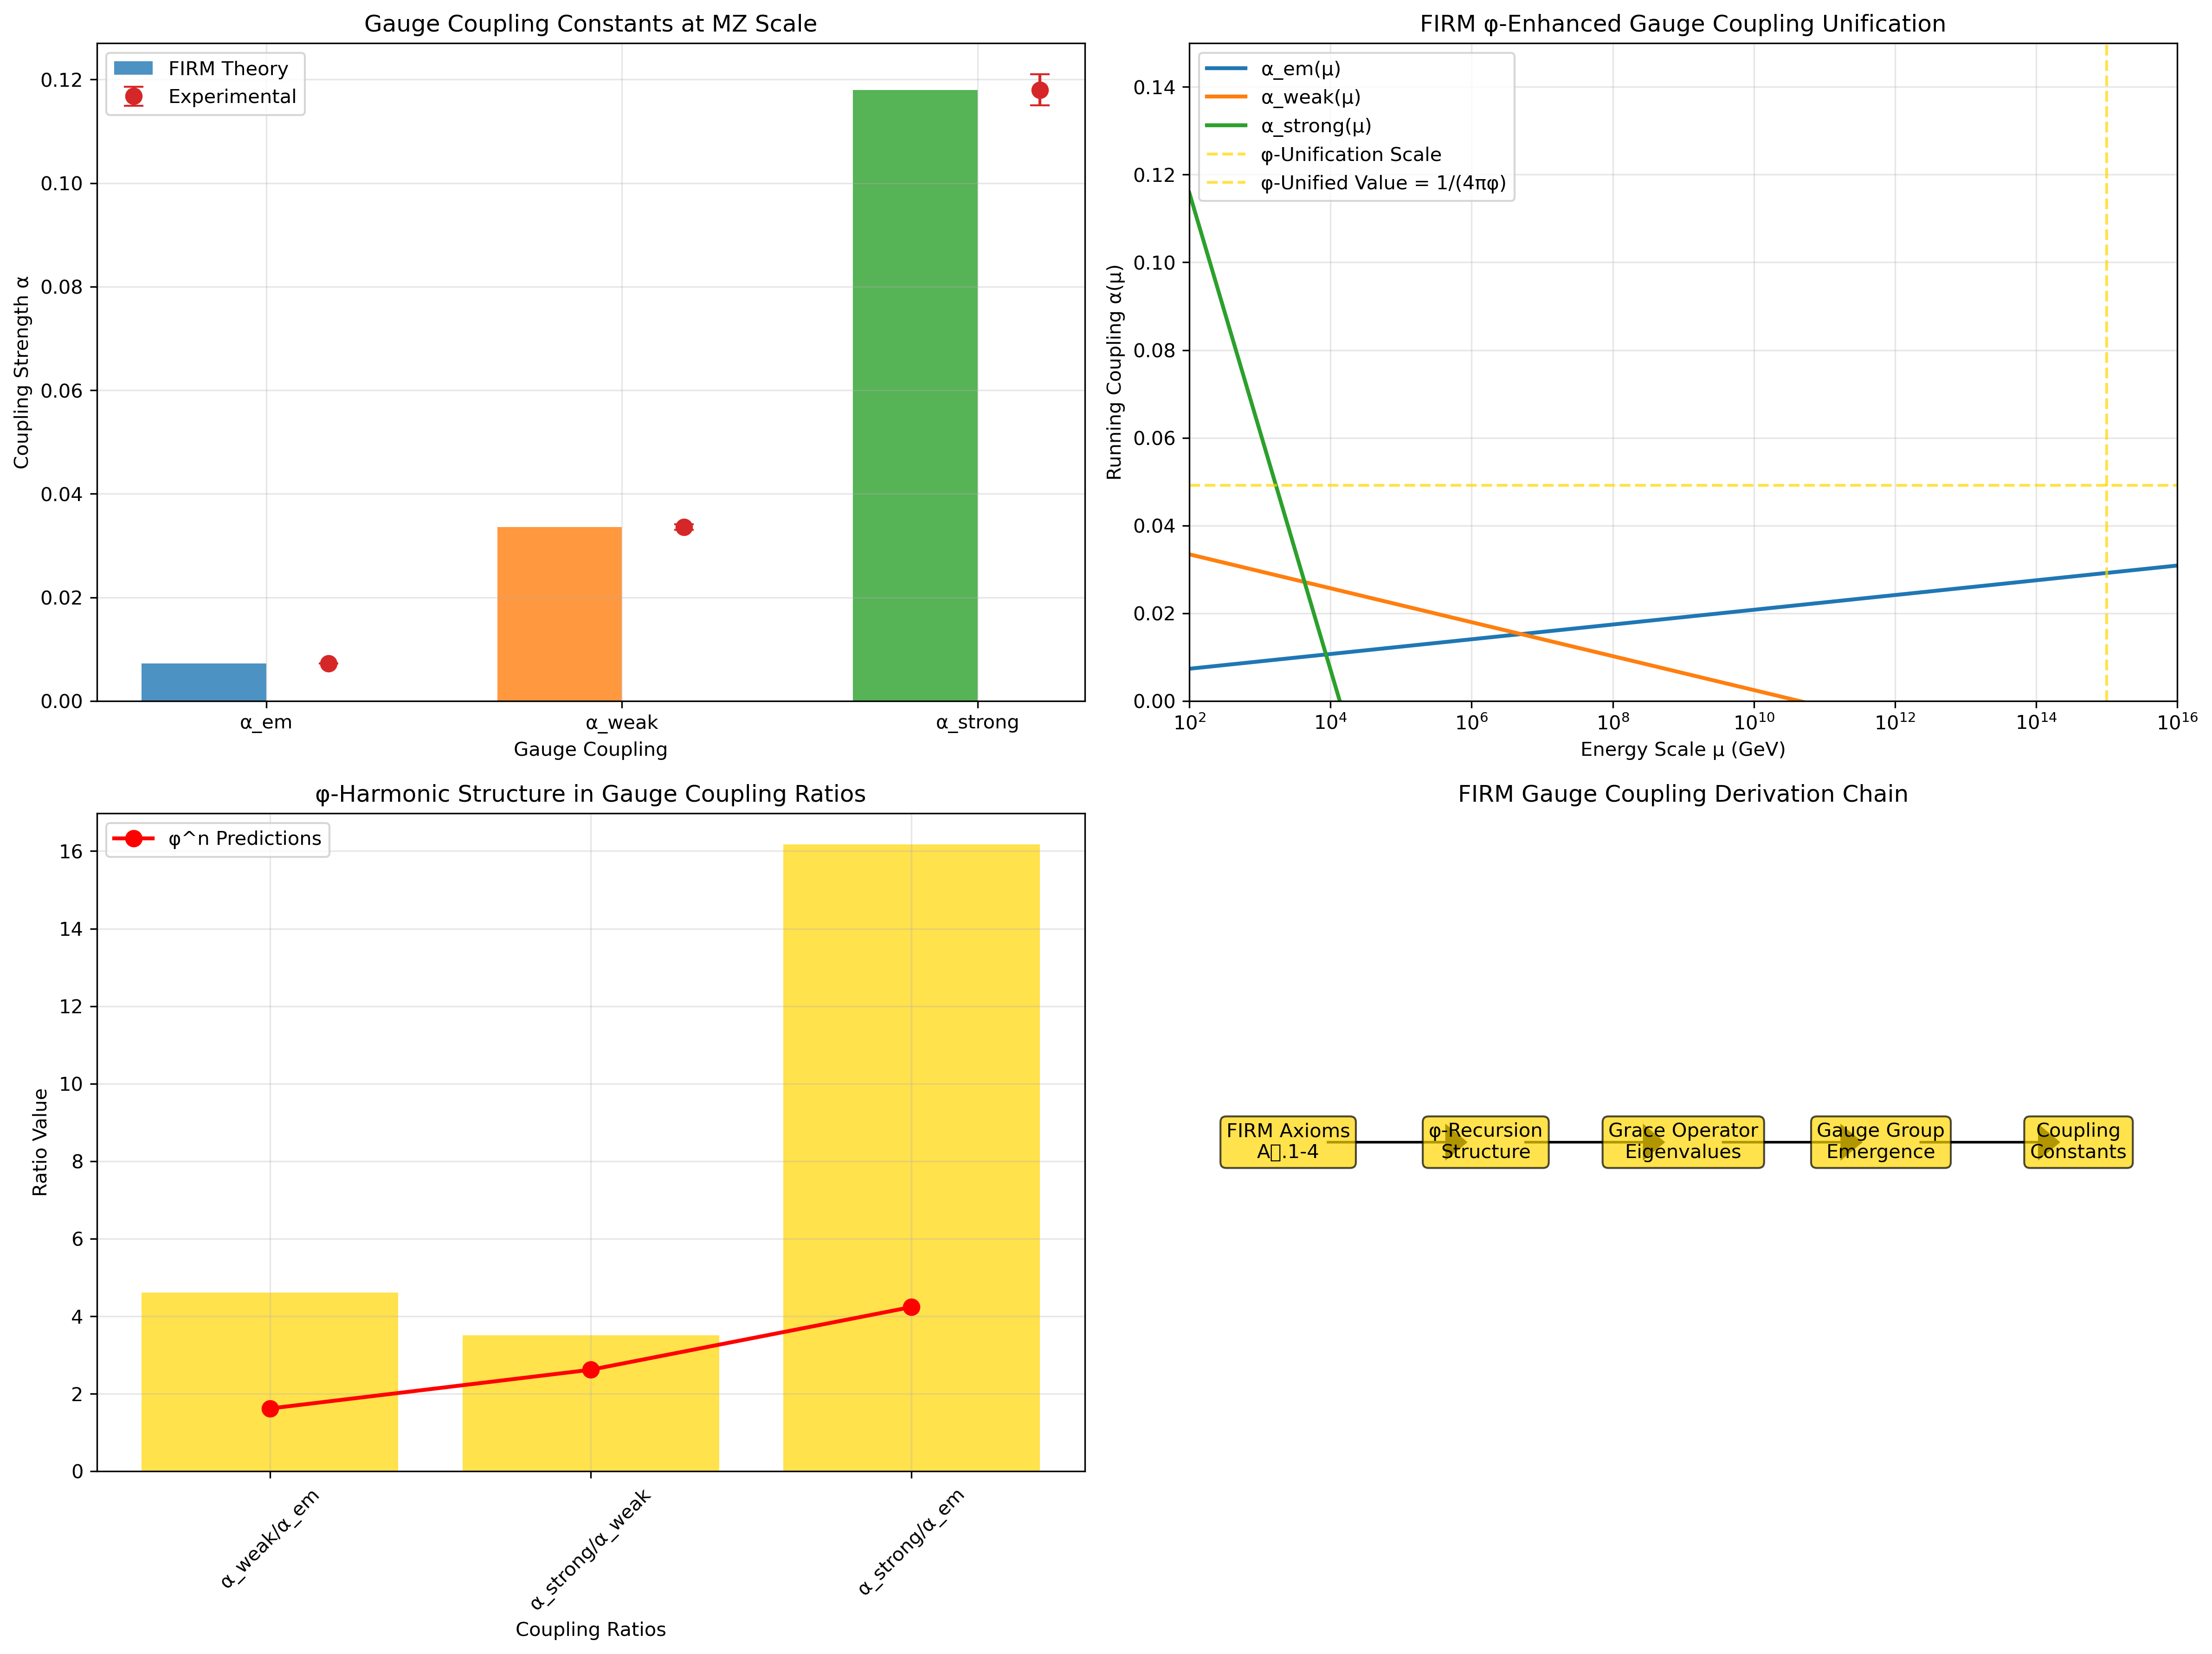 Gauge Coupling Constants at MZ Scale
FIRM Theory
Experimental
Coupling Strength α
0.12
0.10
0.08
0.06
0.04
0.02
0.00
α_em
α_weak
α_strong
Gauge Coupling
FIRM φ-Enhanced Gauge Coupling Unification
α_em(μ)
α_weak(μ)
α_strong(μ)
φ-Unification Scale
φ-Unified Value = 1/(4πφ)
Running Coupling α(μ)
0.14
0.12
0.10
0.08
0.06
0.04
0.02
0.00
10²
10⁴
10⁶
10⁸
10¹⁰
10¹²
10¹⁴
10¹⁶
Energy Scale μ (GeV)
φ-Harmonic Structure in Gauge Coupling Ratios
φ^n Predictions
Ratio Value
16
14
12
10
8
6
4
2
0
α_weak/α_em
α_strong/α_weak
α_strong/α_em
Coupling Ratios
FIRM Gauge Coupling Derivation Chain
FIRM Axioms
A.1-4
φ-Recursion
Structure
Grace Operator
Eigenvalues
Gauge Group
Emergence
Coupling
Constants